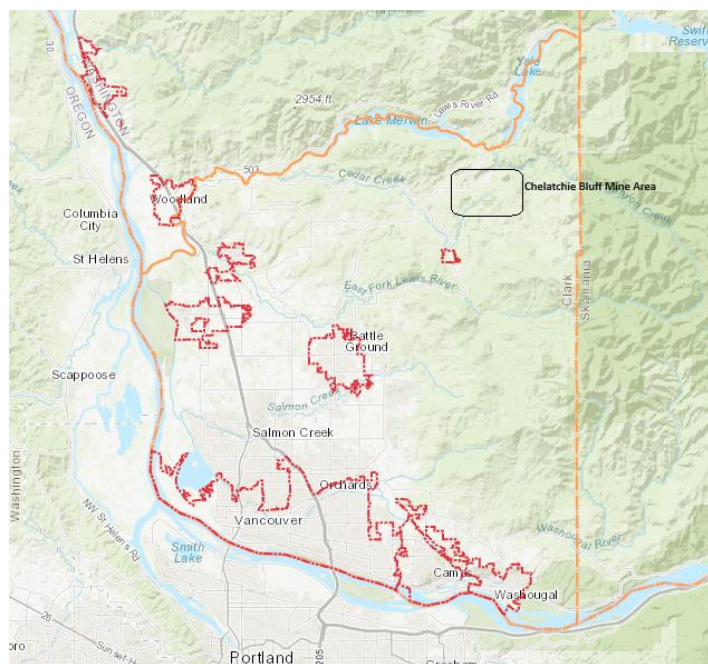 30
WASHINGTON
OREGON
2954 ft
Yale
Lake
Swift
Reservo
Lewis River Rd
Lake Merwin
503
Cedar Creek
Chelatchie Bluff Mine Area
Woodland
Columbia
City
St Helens
East Fork Lewis River
Clark
Skamania
Battle
Ground
Scappoose
Salmon Creek
Salmon Creek
Washington
Orchards
Vancouver
NW St Helens Rd
Smith
Lake
Washougal River
Camas
Washougal
26
Sunset
Portland
205
Gresham